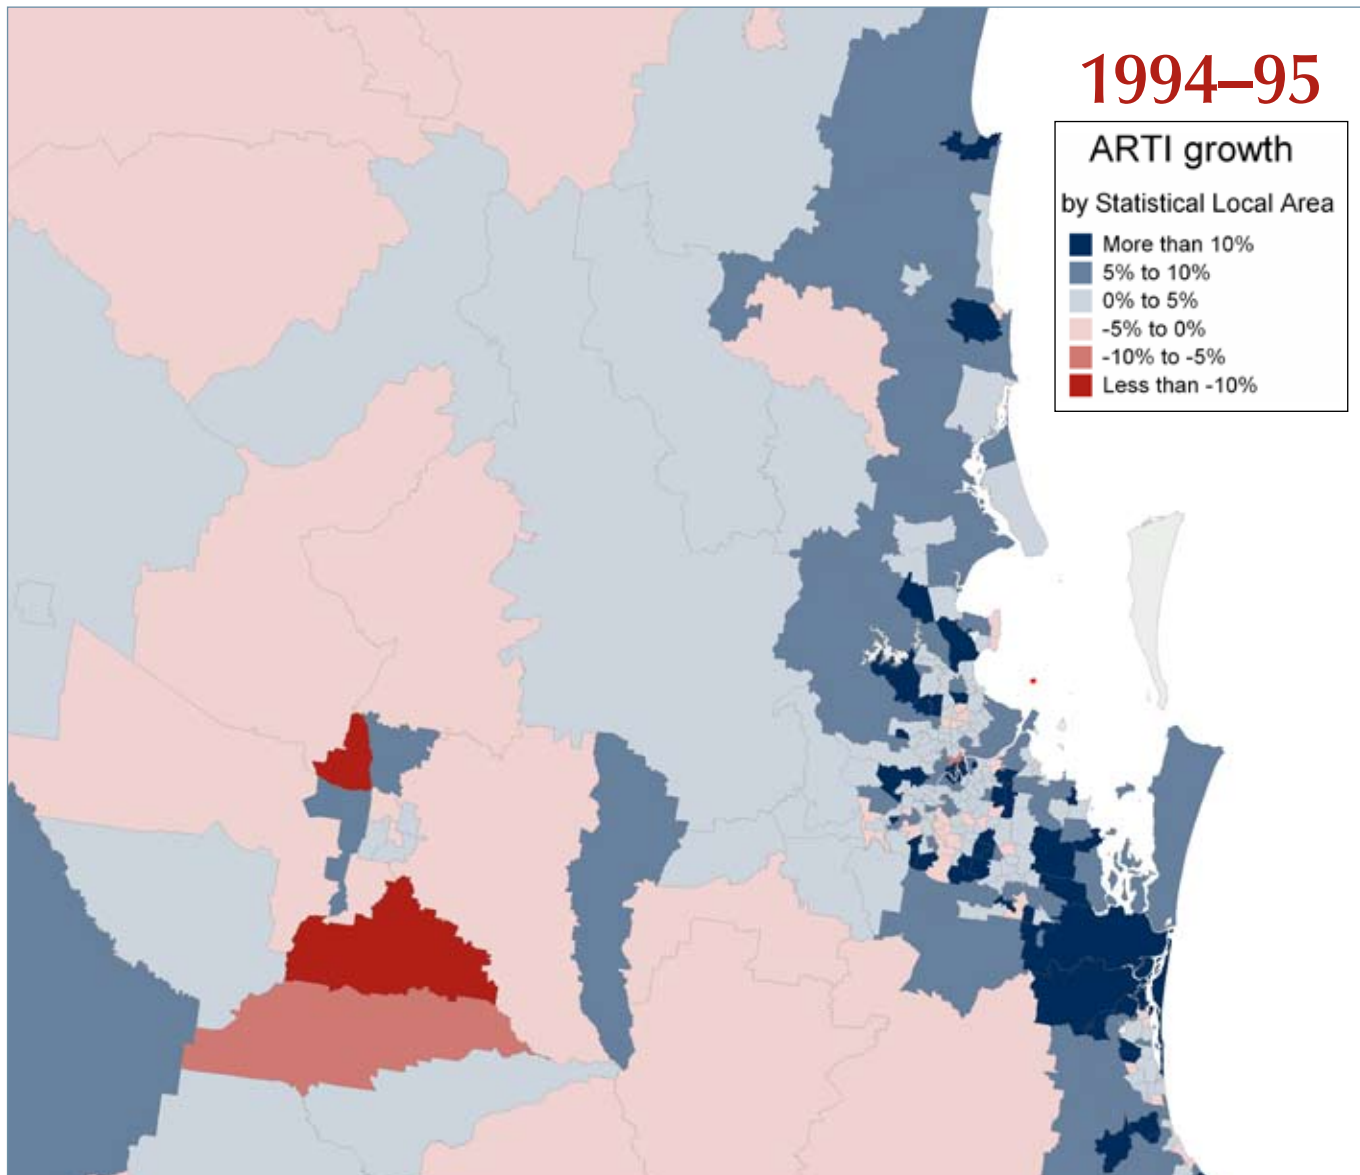 1994–95
ARTI growth
by Statistical Local Area
More than 10%
5% to 10%
0% to 5%
-5% to 0%
-10% to -5%
Less than -10%